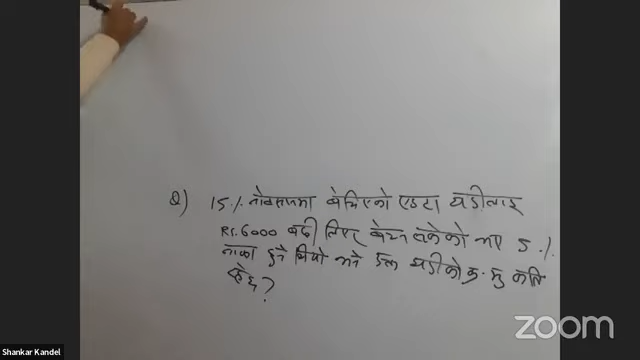 Q) 15% नोक्सानमा बेचिएको एउटा घडीलाई
Rs. 6000 बढी लिएर बेच्न सकेको भए 5%
नाफा हुने थियो भने उक्त घडीको क्र. मु कति
होला?
LIVE
zoom
Shankar Kandel